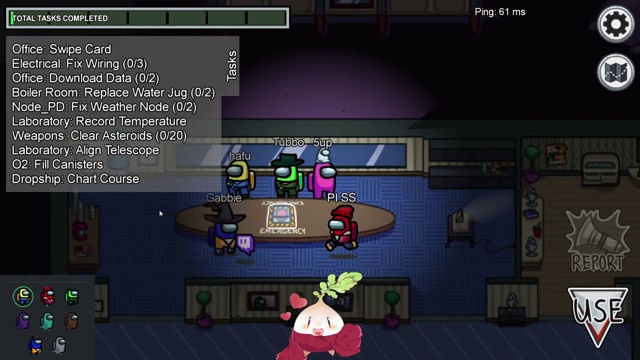 TOTAL TASKS COMPLETED
Ping: 61 ms
Tasks
Office: Swipe Card
Electrical: Fix Wiring (0/3)
Office: Download Data (0/2)
Boiler Room: Replace Water Jug (0/2)
Node_PD: Fix Weather Node (0/2)
Laboratory: Record Temperature
Weapons: Clear Asteroids (0/20)
Laboratory: Align Telescope
O2: Fill Canisters
Dropship: Chart Course
hafu
Tubbo
5up
Gabbie
PI SS
EMERGENCY
REPORT
USE